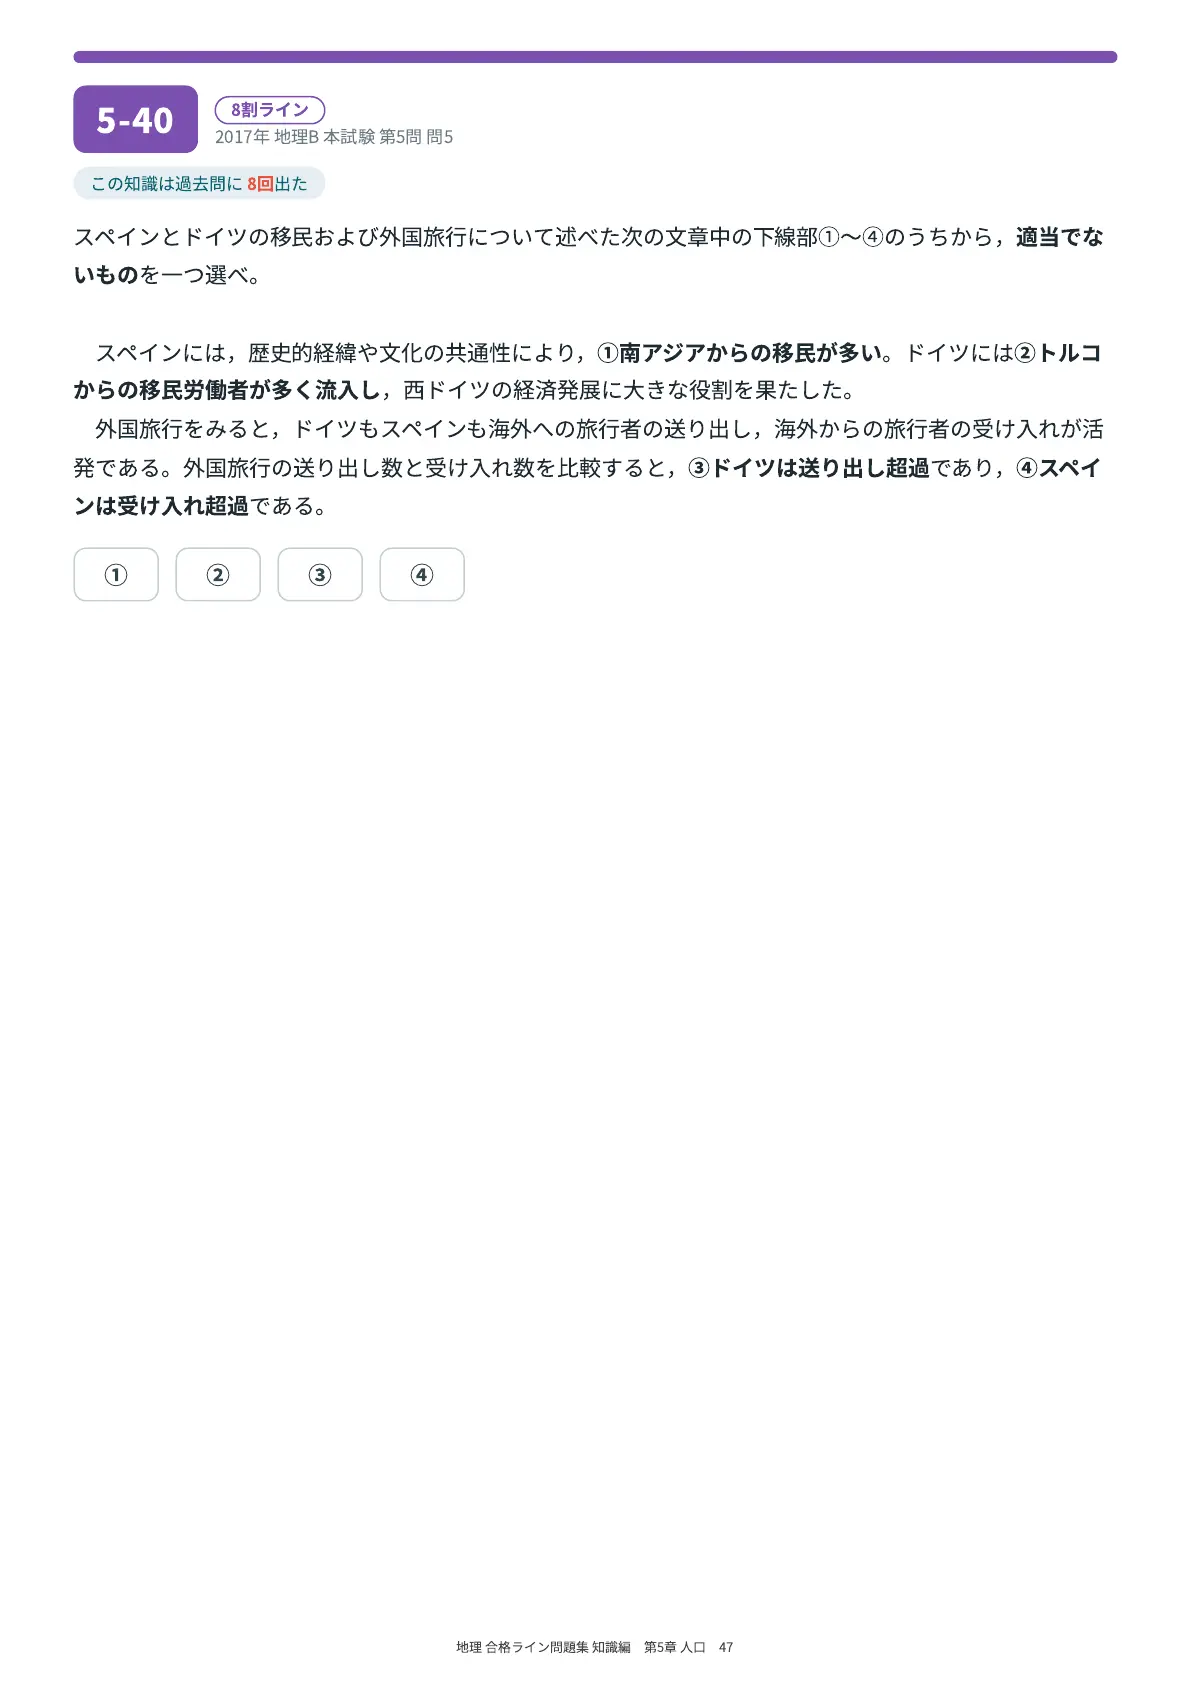 5-40
8割ライン
2017年 地理B 本試験 第5問 問5
この知識は過去問に 8回出た
スペインとドイツの移民および外国旅行について述べた次の文章中の下線部①～④のうちから，適当でな
いものを一つ選べ。
スペインには，歴史的経緯や文化の共通性により，①南アジアからの移民が多い。ドイツには②トルコ
からの移民労働者が多く流入し，西ドイツの経済発展に大きな役割を果たした。
外国旅行をみると，ドイツもスペインも海外への旅行者の送り出し，海外からの旅行者の受け入れが活
発である。外国旅行の送り出し数と受け入れ数を比較すると，③ドイツは送り出し超過であり，④スペイ
ンは受け入れ超過である。
① ② ③ ④
地理 合格ライン問題集 知識編　第5章 人口　47